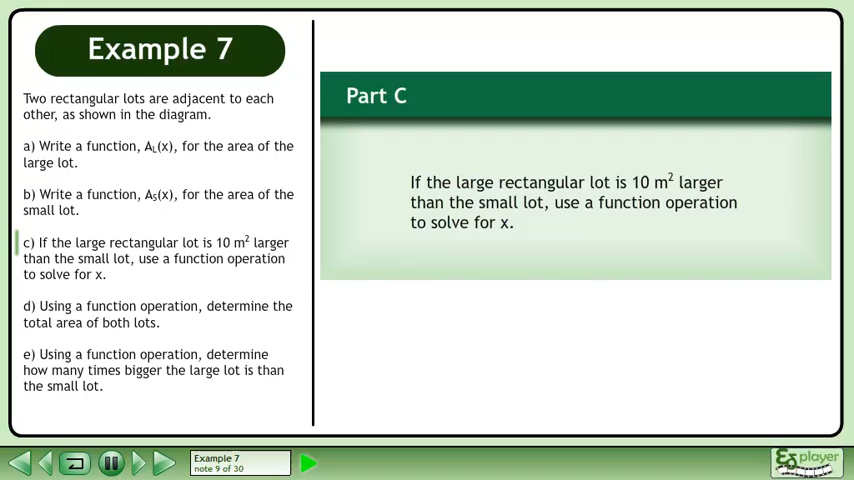 Example 7
Two rectangular lots are adjacent to each
other, as shown in the diagram.
a) Write a function, A_L(x), for the area of the
large lot.
b) Write a function, A_S(x), for the area of the
small lot.
c) If the large rectangular lot is 10 m² larger
than the small lot, use a function operation
to solve for x.
d) Using a function operation, determine the
total area of both lots.
e) Using a function operation, determine
how many times bigger the large lot is than
the small lot.
Part C
If the large rectangular lot is 10 m² larger
than the small lot, use a function operation
to solve for x.
Example 7
note 9 of 30
player